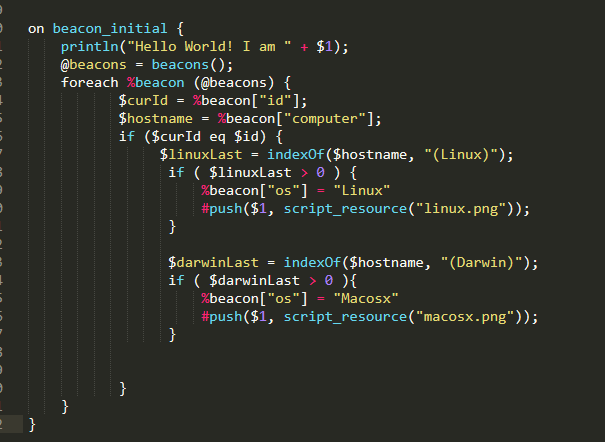 on beacon_initial {
    println("Hello World! I am " + $1);
    @beacons = beacons();
    foreach %beacon (@beacons) {
           $curId = %beacon["id"];
           $hostname = %beacon["computer"];
           if ($curId eq $id) {
                $linuxLast = indexOf($hostname, "(Linux)");
                 if ( $linuxLast > 0 ) {
                     %beacon["os"] = "Linux"
                     #push($1, script_resource("linux.png"));
                 }
                 $darwinLast = indexOf($hostname, "(Darwin)");
                 if ( $darwinLast > 0 ){
                     %beacon["os"] = "Macosx"
                     #push($1, script_resource("macosx.png"));
                 }
           }
    }
}